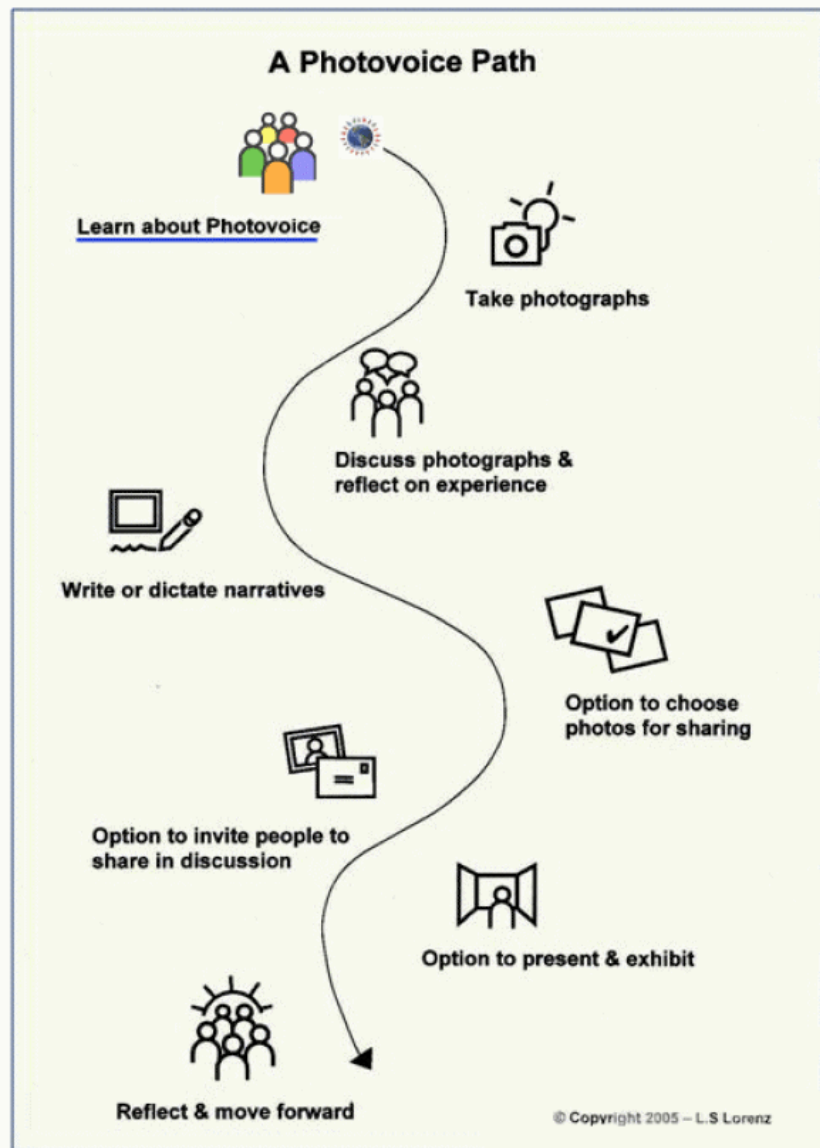 A Photovoice Path
Learn about Photovoice
Take photographs
Discuss photographs &
reflect on experience
Write or dictate narratives
Option to choose
photos for sharing
Option to invite people to
share in discussion
Option to present & exhibit
Reflect & move forward
© Copyright 2005 – L.S Lorenz